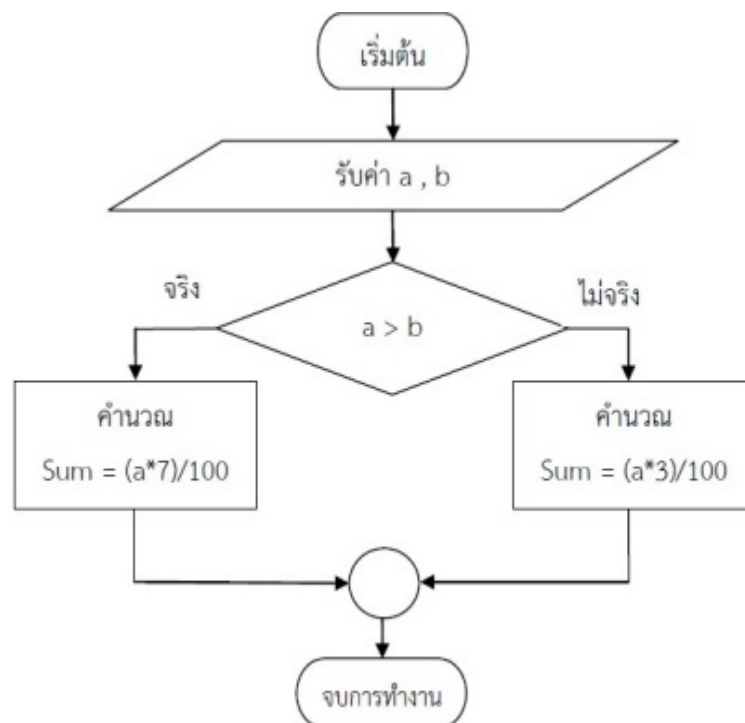 เริ่มต้น
รับค่า a , b
จริง
ไม่จริง
a > b
คำนวณ
Sum = (a*7)/100
คำนวณ
Sum = (a*3)/100
จบการทำงาน